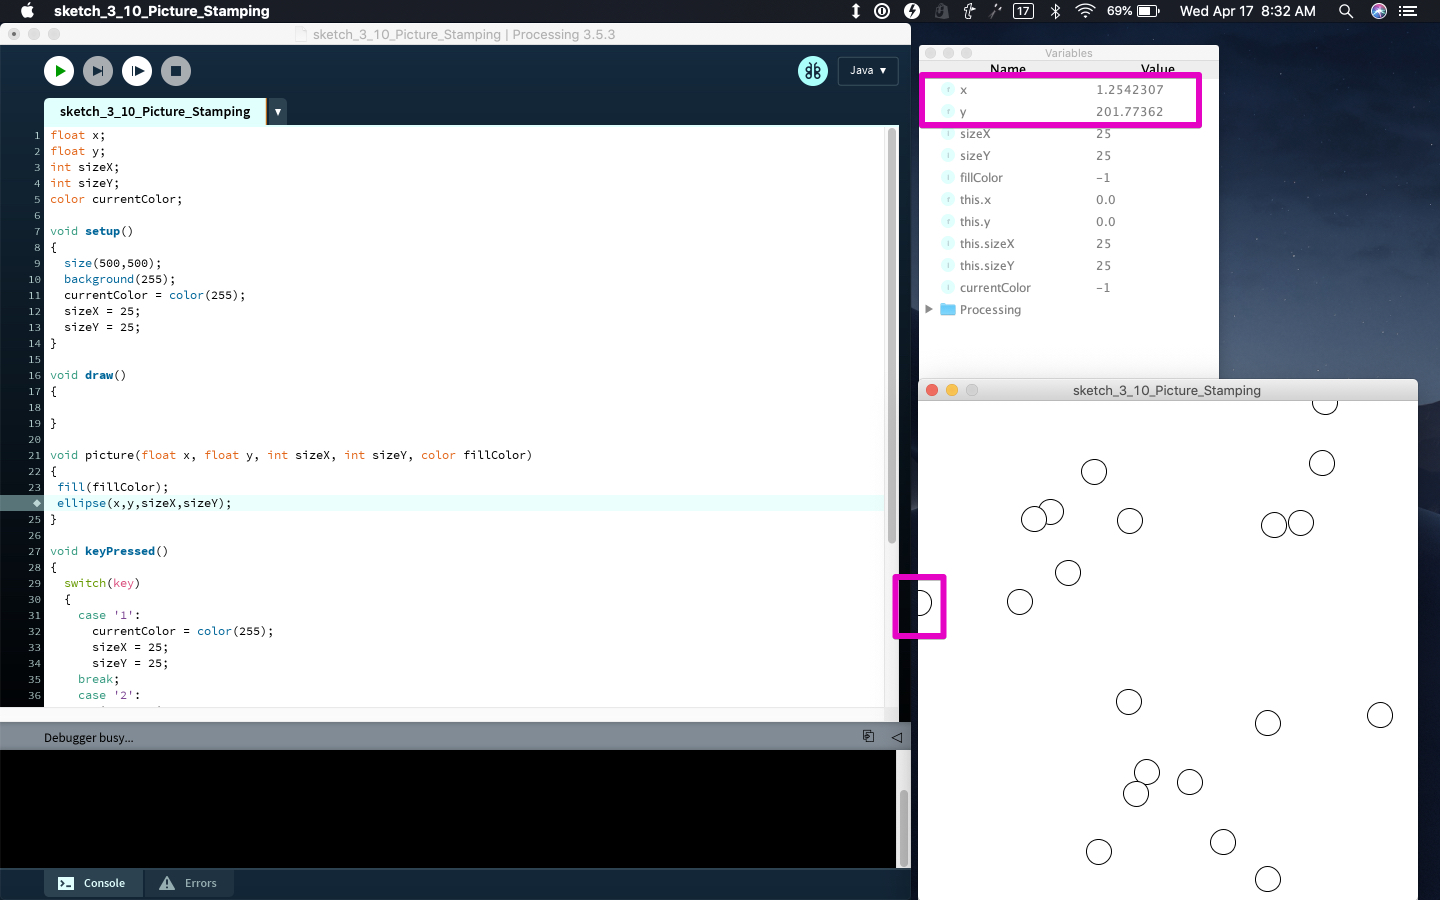 sketch_3_10_Picture_Stamping
17
69%
Wed Apr 17 8:32 AM
sketch_3_10_Picture_Stamping | Processing 3.5.3
Java ▾
sketch_3_10_Picture_Stamping
1 float x;
2 float y;
3 int sizeX;
4 int sizeY;
5 color currentColor;
6
7 void setup()
8 {
9 size(500,500);
10 background(255);
11 currentColor = color(255);
12 sizeX = 25;
13 sizeY = 25;
14 }
15
16 void draw()
17 {
18
19 }
20
21 void picture(float x, float y, int sizeX, int sizeY, color fillColor)
22 {
23 fill(fillColor);
ellipse(x,y,sizeX,sizeY);
25 }
26
27 void keyPressed()
28 {
29 switch(key)
30 {
31 case '1':
32 currentColor = color(255);
33 sizeX = 25;
34 sizeY = 25;
35 break;
36 case '2':
Debugger busy...
Console
Errors
Variables
Name Value
x 1.2542307
y 201.77362
sizeX 25
sizeY 25
fillColor -1
this.x 0.0
this.y 0.0
this.sizeX 25
this.sizeY 25
currentColor -1
Processing
sketch_3_10_Picture_Stamping